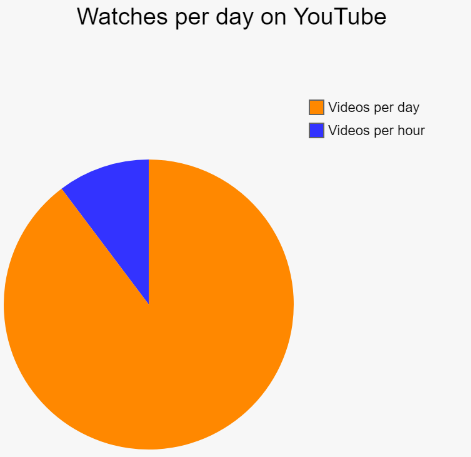 Watches per day on YouTube
Videos per day
Videos per hour